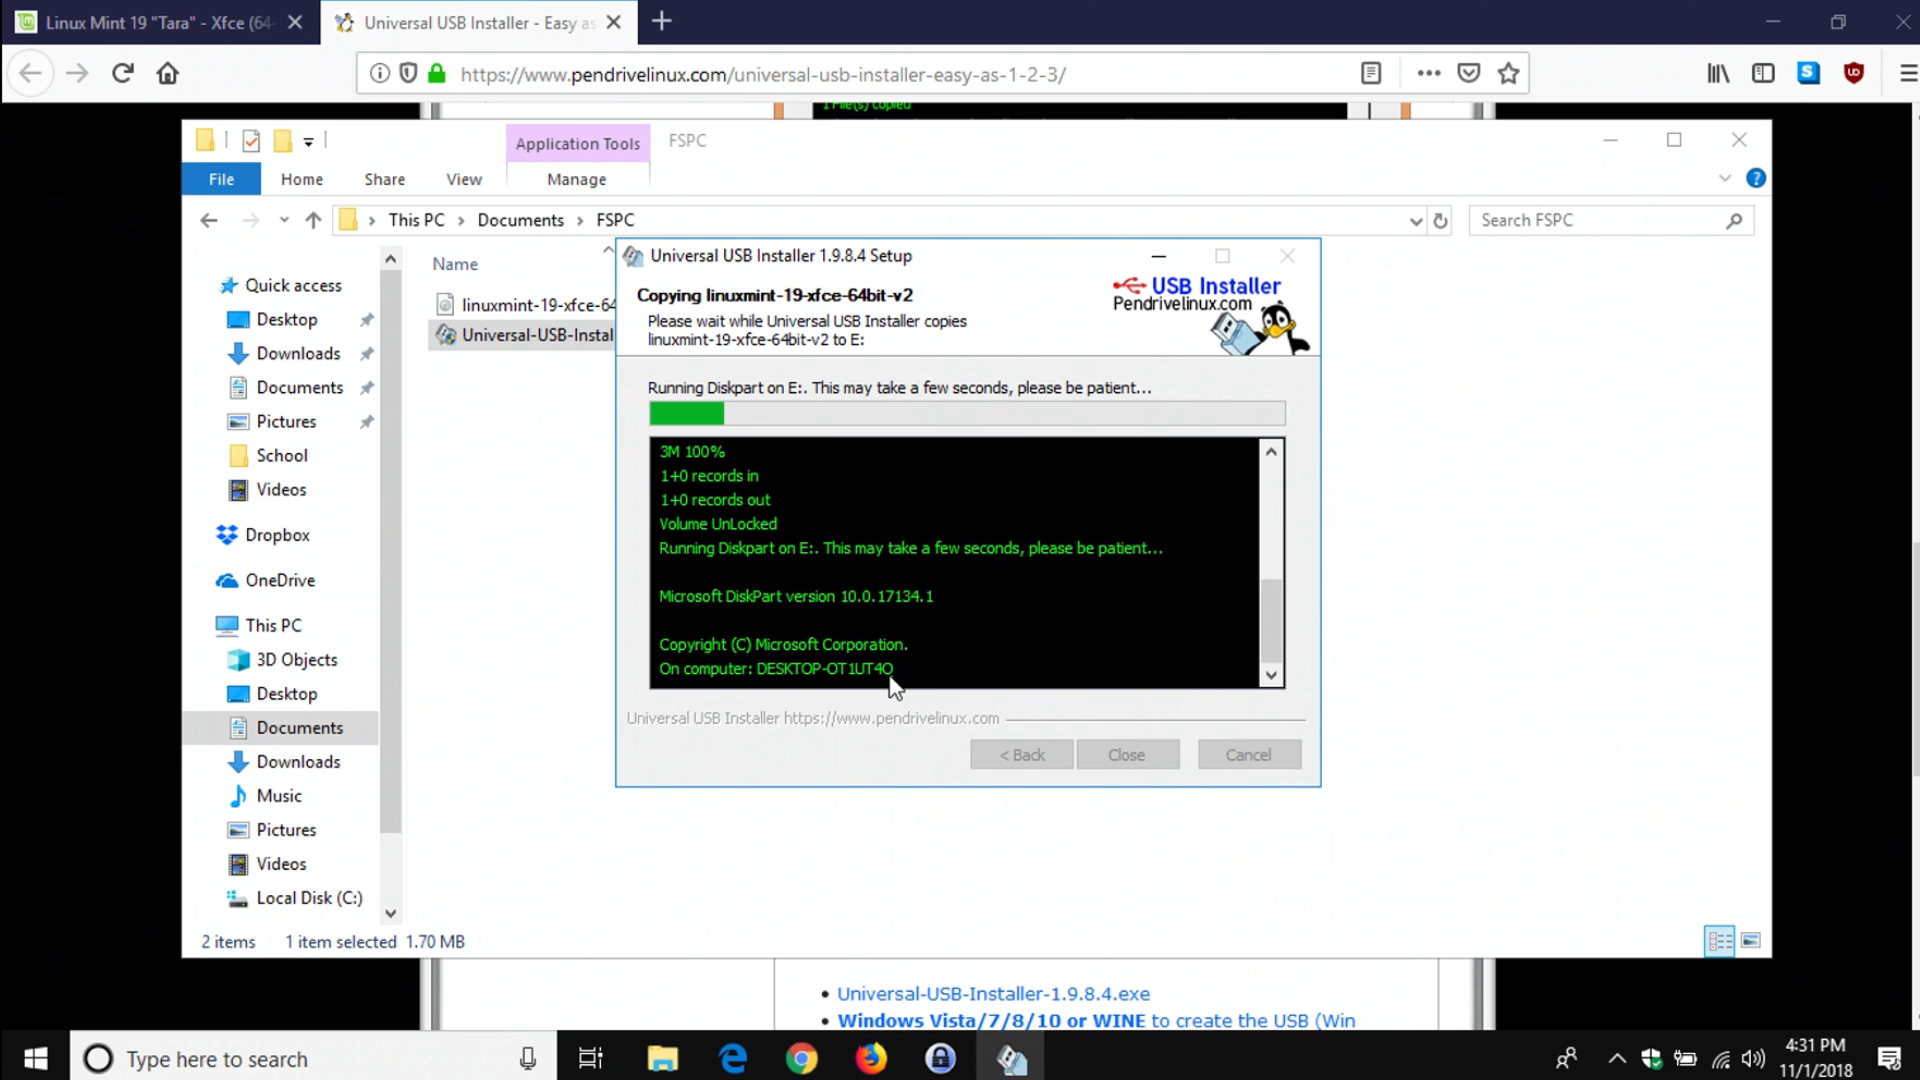 Linux Mint 19 "Tara" - Xfce (64-
Universal USB Installer - Easy as
https://www.pendrivelinux.com/universal-usb-installer-easy-as-1-2-3/
1 File(s) copied
Application Tools
FSPC
File
Home
Share
View
Manage
This PC
Documents
FSPC
Search FSPC
Name
linuxmint-19-xfce-64
Universal-USB-Instal
Quick access
Desktop
Downloads
Documents
Pictures
School
Videos
Dropbox
OneDrive
This PC
3D Objects
Desktop
Documents
Downloads
Music
Pictures
Videos
Local Disk (C:)
2 items
1 item selected 1.70 MB
Universal USB Installer 1.9.8.4 Setup
Copying linuxmint-19-xfce-64bit-v2
Please wait while Universal USB Installer copies
linuxmint-19-xfce-64bit-v2 to E:
USB Installer
Pendrivelinux.com
Running Diskpart on E:. This may take a few seconds, please be patient...
3M 100%
1+0 records in
1+0 records out
Volume UnLocked
Running Diskpart on E:. This may take a few seconds, please be patient...
Microsoft DiskPart version 10.0.17134.1
Copyright (C) Microsoft Corporation.
On computer: DESKTOP-OT1UT4O
Universal USB Installer https://www.pendrivelinux.com
< Back
Close
Cancel
Universal-USB-Installer-1.9.8.4.exe
Windows Vista/7/8/10 or WINE to create the USB (Win
Type here to search
4:31 PM
11/1/2018